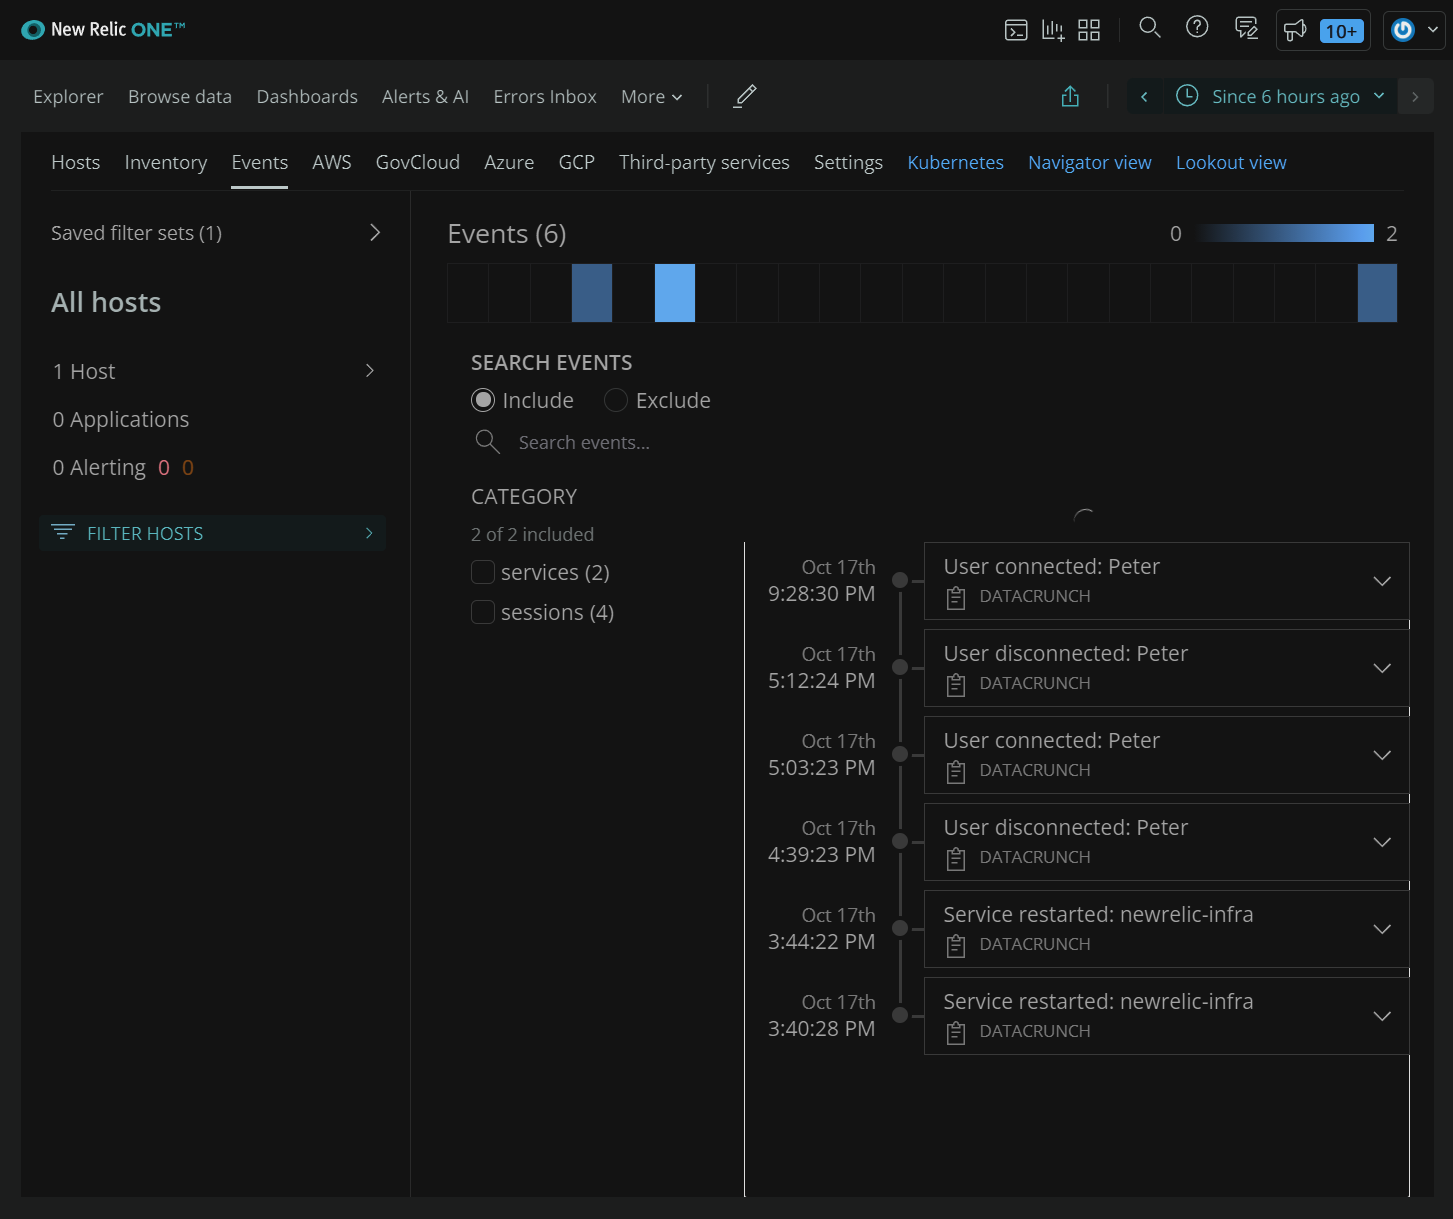 New Relic ONE™
10+
Explorer Browse data Dashboards Alerts & AI Errors Inbox More
Since 6 hours ago
Hosts Inventory Events AWS GovCloud Azure GCP Third-party services Settings Kubernetes Navigator view Lookout view
Saved filter sets (1)
All hosts
1 Host
0 Applications
0 Alerting 0 0
FILTER HOSTS
Events (6)
0 2
SEARCH EVENTS
Include Exclude
Search events...
CATEGORY
2 of 2 included
services (2)
sessions (4)
Oct 17th
9:28:30 PM
User connected: Peter
DATACRUNCH
Oct 17th
5:12:24 PM
User disconnected: Peter
DATACRUNCH
Oct 17th
5:03:23 PM
User connected: Peter
DATACRUNCH
Oct 17th
4:39:23 PM
User disconnected: Peter
DATACRUNCH
Oct 17th
3:44:22 PM
Service restarted: newrelic-infra
DATACRUNCH
Oct 17th
3:40:28 PM
Service restarted: newrelic-infra
DATACRUNCH